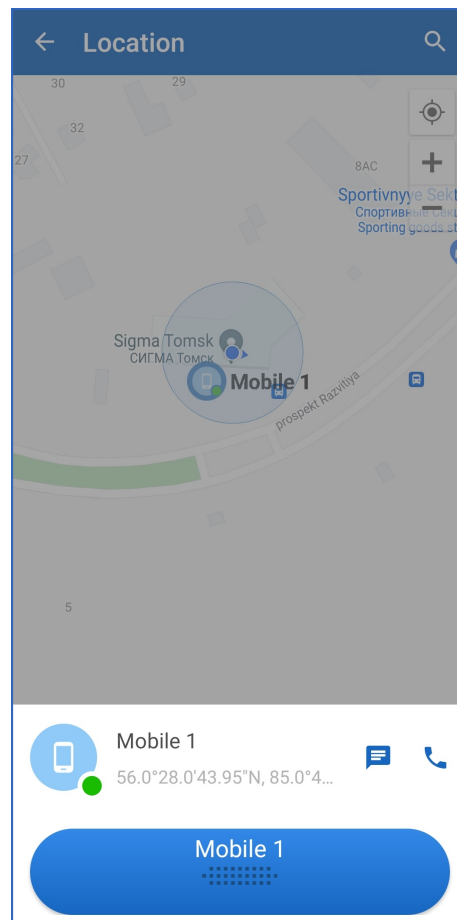 Location
30
29
32
27
8AC
Sportivnyye Sek
Спортивные Секц
Sporting goods st
Sigma Tomsk
СИГМА Томск
Mobile 1
prospekt Razvitiya
5
Mobile 1
56.0°28.0'43.95"N, 85.0°4...
Mobile 1